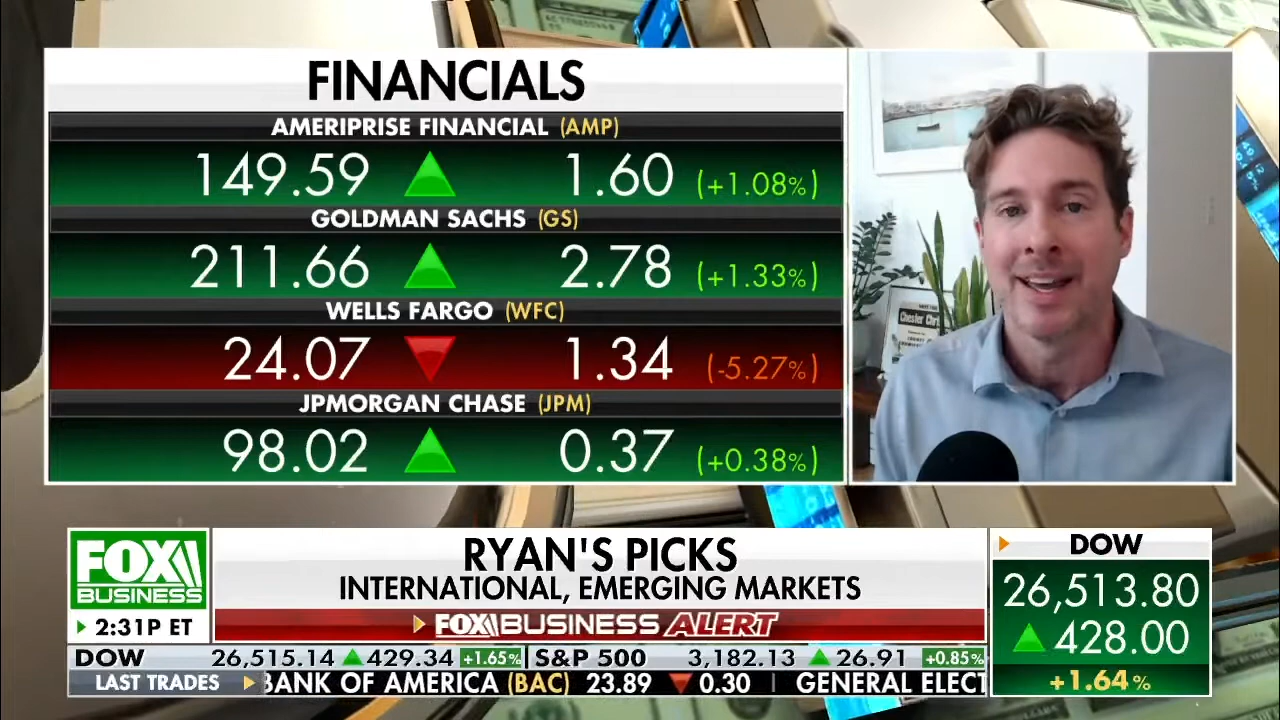 FINANCIALS
AMERIPRISE FINANCIAL (AMP)
149.59 1.60 (+1.08%)
GOLDMAN SACHS (GS)
211.66 2.78 (+1.33%)
WELLS FARGO (WFC)
24.07 1.34 (-5.27%)
JPMORGAN CHASE (JPM)
98.02 0.37 (+0.38%)
Chester
FOX BUSINESS
2:31P ET
RYAN'S PICKS
INTERNATIONAL, EMERGING MARKETS
FOX BUSINESS ALERT
DOW
26,513.80
428.00
+1.64%
DOW 26,515.14 429.34 +1.65% S&P 500 3,182.13 26.91 +0.85%
LAST TRADES BANK OF AMERICA (BAC) 23.89 0.30 GENERAL ELECT